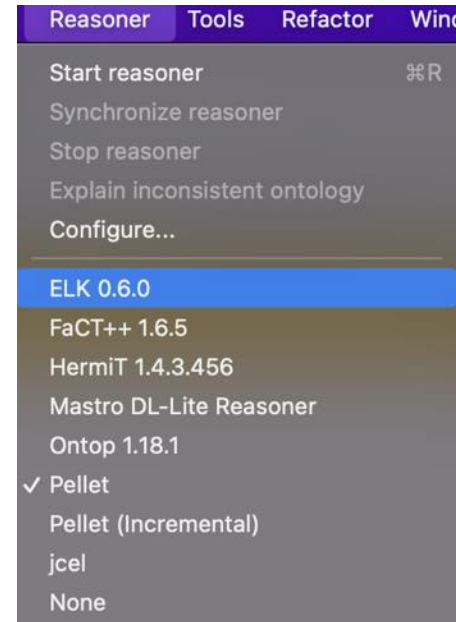 Reasoner Tools Refactor
Start reasoner ⌘R
Synchronize reasoner
Stop reasoner
Explain inconsistent ontology
Configure...
ELK 0.6.0
FaCT++ 1.6.5
HermiT 1.4.3.456
Mastro DL-Lite Reasoner
Ontop 1.18.1
✓ Pellet
Pellet (Incremental)
jcel
None